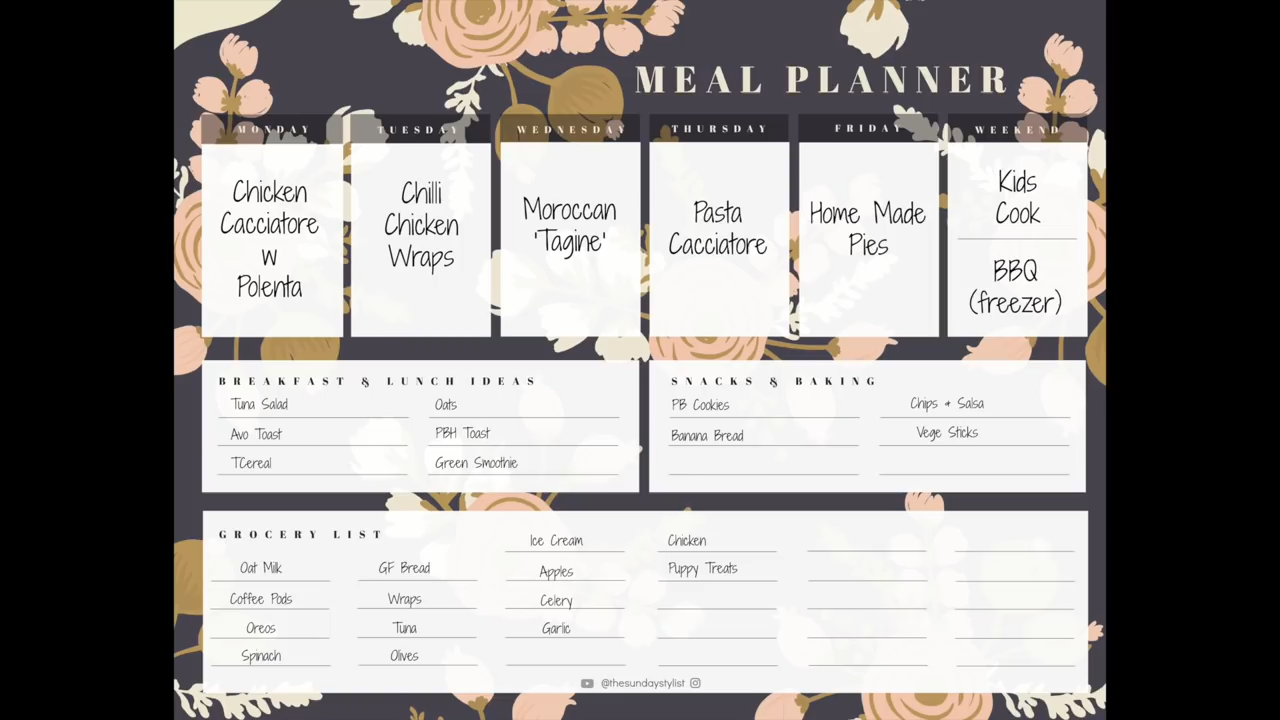 MEAL PLANNER
MONDAY
Chicken
Cacciatore
w
Polenta
TUESDAY
Chilli
Chicken
Wraps
WEDNESDAY
Moroccan
'Tagine'
THURSDAY
Pasta
Cacciatore
FRIDAY
Home Made
Pies
WEEKEND
Kids
Cook
BBQ
(freezer)
BREAKFAST & LUNCH IDEAS
Tuna Salad
Avo Toast
TCereal
Oats
PBH Toast
Green Smoothie
SNACKS & BAKING
PB Cookies
Banana Bread
Chips + Salsa
Vege Sticks
GROCERY LIST
Oat Milk
Coffee Pods
Oreos
Spinach
GF Bread
Wraps
Tuna
Olives
Ice Cream
Apples
Celery
Garlic
Chicken
Puppy Treats
@thesundaystylist